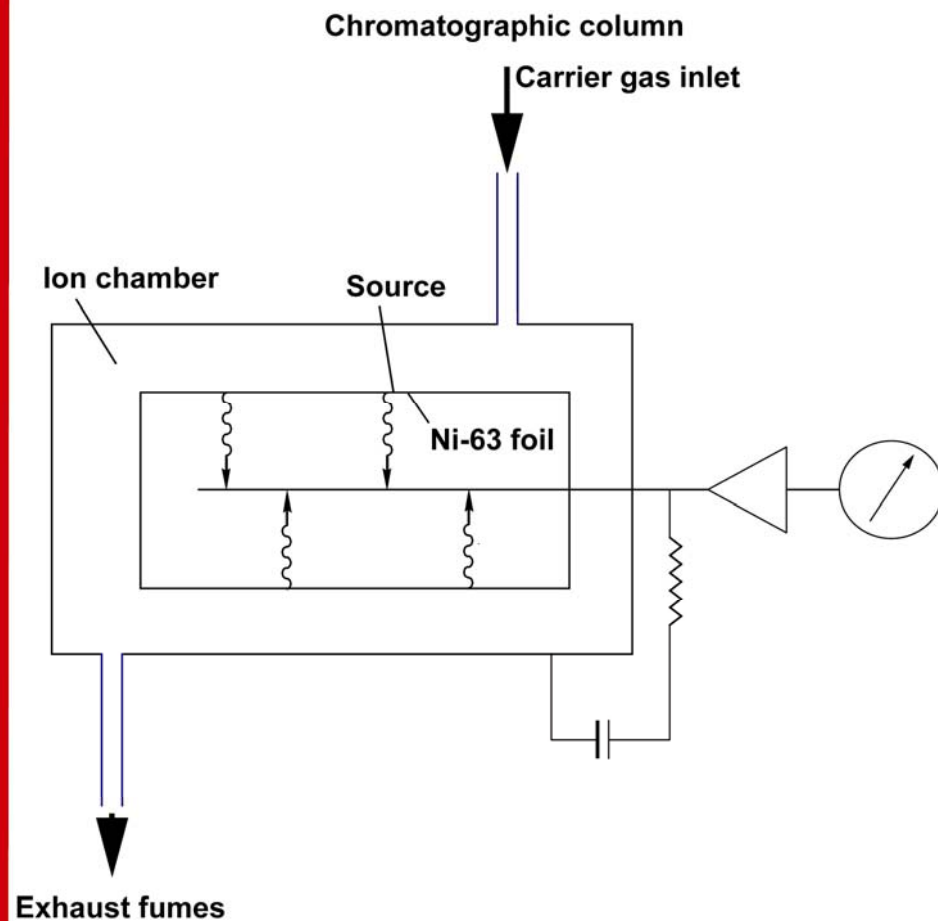 Chromatographic column
Carrier gas inlet
Ion chamber
Source
Ni-63 foil
Exhaust fumes